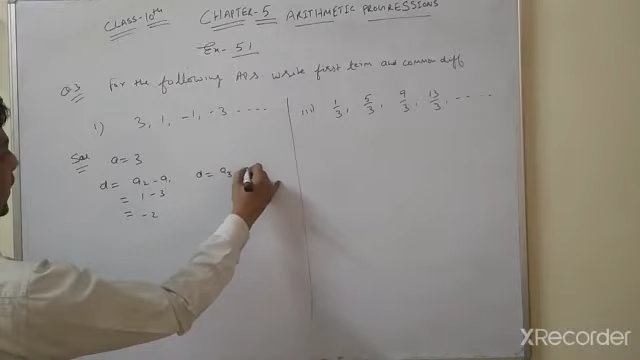 CLASS-10th CHAPTER-5 ARITHMETIC PROGRESSIONS
Ex- 5.1
Q3 For the following APs write first term and common diff
i) 3, 1, -1, -3 .....
Sol a = 3
d = a2 - a1
= 1 - 3
= -2
d = a3
iii) 1/3, 5/3, 9/3, 13/3, .....
XRecorder